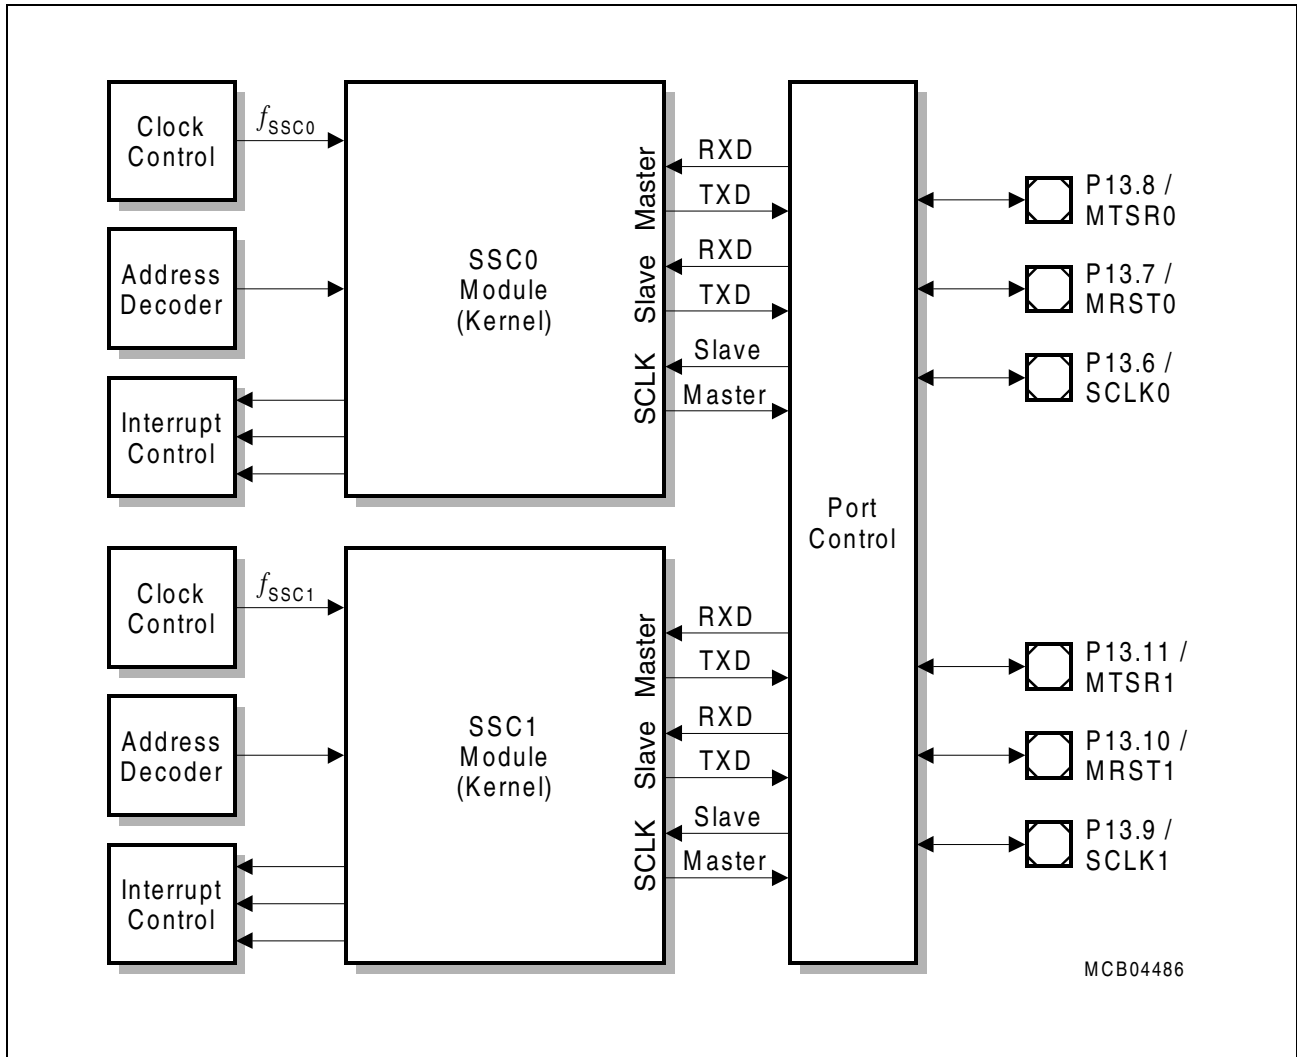 Clock
Control
fSSC0
Address
Decoder
Interrupt
Control
SSC0
Module
(Kernel)
Master
Slave
SCLK
RXD
TXD
RXD
TXD
Slave
Master
P13.8 /
MTSR0
P13.7 /
MRST0
P13.6 /
SCLK0
Port
Control
Clock
Control
fSSC1
Address
Decoder
Interrupt
Control
SSC1
Module
(Kernel)
Master
Slave
SCLK
RXD
TXD
RXD
TXD
Slave
Master
P13.11 /
MTSR1
P13.10 /
MRST1
P13.9 /
SCLK1
MCB04486